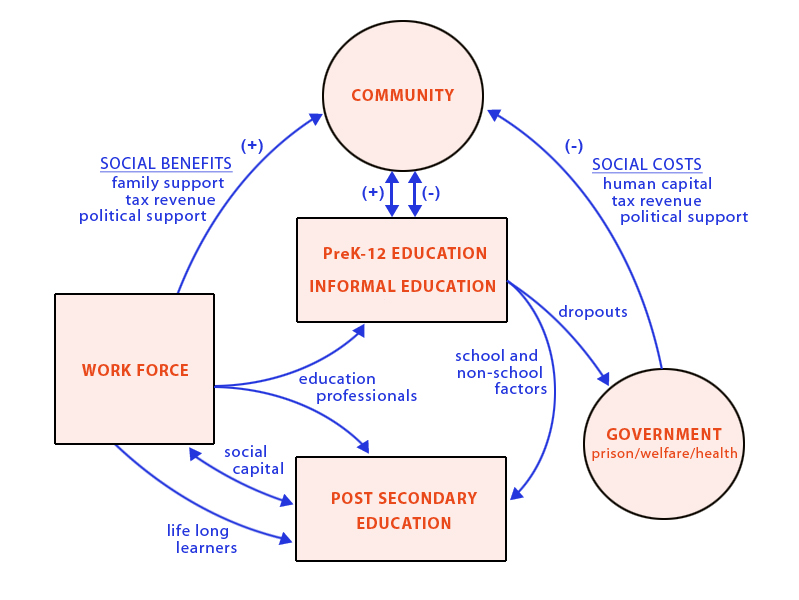 COMMUNITY
(+)
SOCIAL BENEFITS
family support
tax revenue
political support
(-)
SOCIAL COSTS
human capital
tax revenue
political support
(+)
(-)
PreK-12 EDUCATION
INFORMAL EDUCATION
dropouts
WORK FORCE
school and
non-school
factors
education
professionals
GOVERNMENT
prison/welfare/health
social
capital
POST SECONDARY
EDUCATION
life long
learners